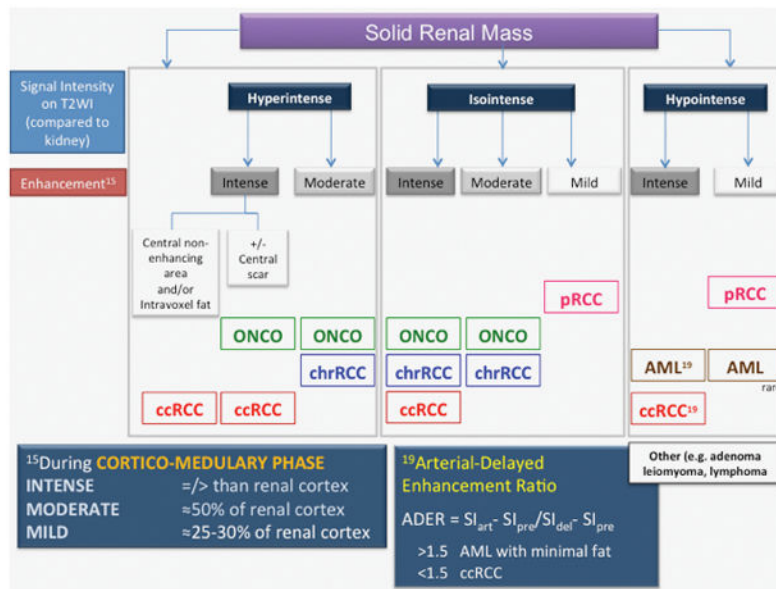 Solid Renal Mass
Signal Intensity
on T2WI
(compared to
kidney)
Hyperintense
Isointense
Hypointense
Enhancement¹⁵
Intense
Moderate
Intense
Moderate
Mild
Intense
Mild
Central non-
enhancing
area
and/or
Intravoxel fat
+/-
Central
scar
pRCC
pRCC
ONCO
ONCO
ONCO
ONCO
chrRCC
chrRCC
chrRCC
AML¹⁹
AML
ccRCC
ccRCC
ccRCC
ccRCC¹⁹
Other (e.g. adenoma
leiomyoma, lymphoma
¹⁵During CORTICO-MEDULARY PHASE
INTENSE =/> than renal cortex
MODERATE ≈50% of renal cortex
MILD ≈25-30% of renal cortex
¹⁹Arterial-Delayed
Enhancement Ratio
ADER = SIart- SIpre/SIdel- SIpre
>1.5 AML with minimal fat
<1.5 ccRCC